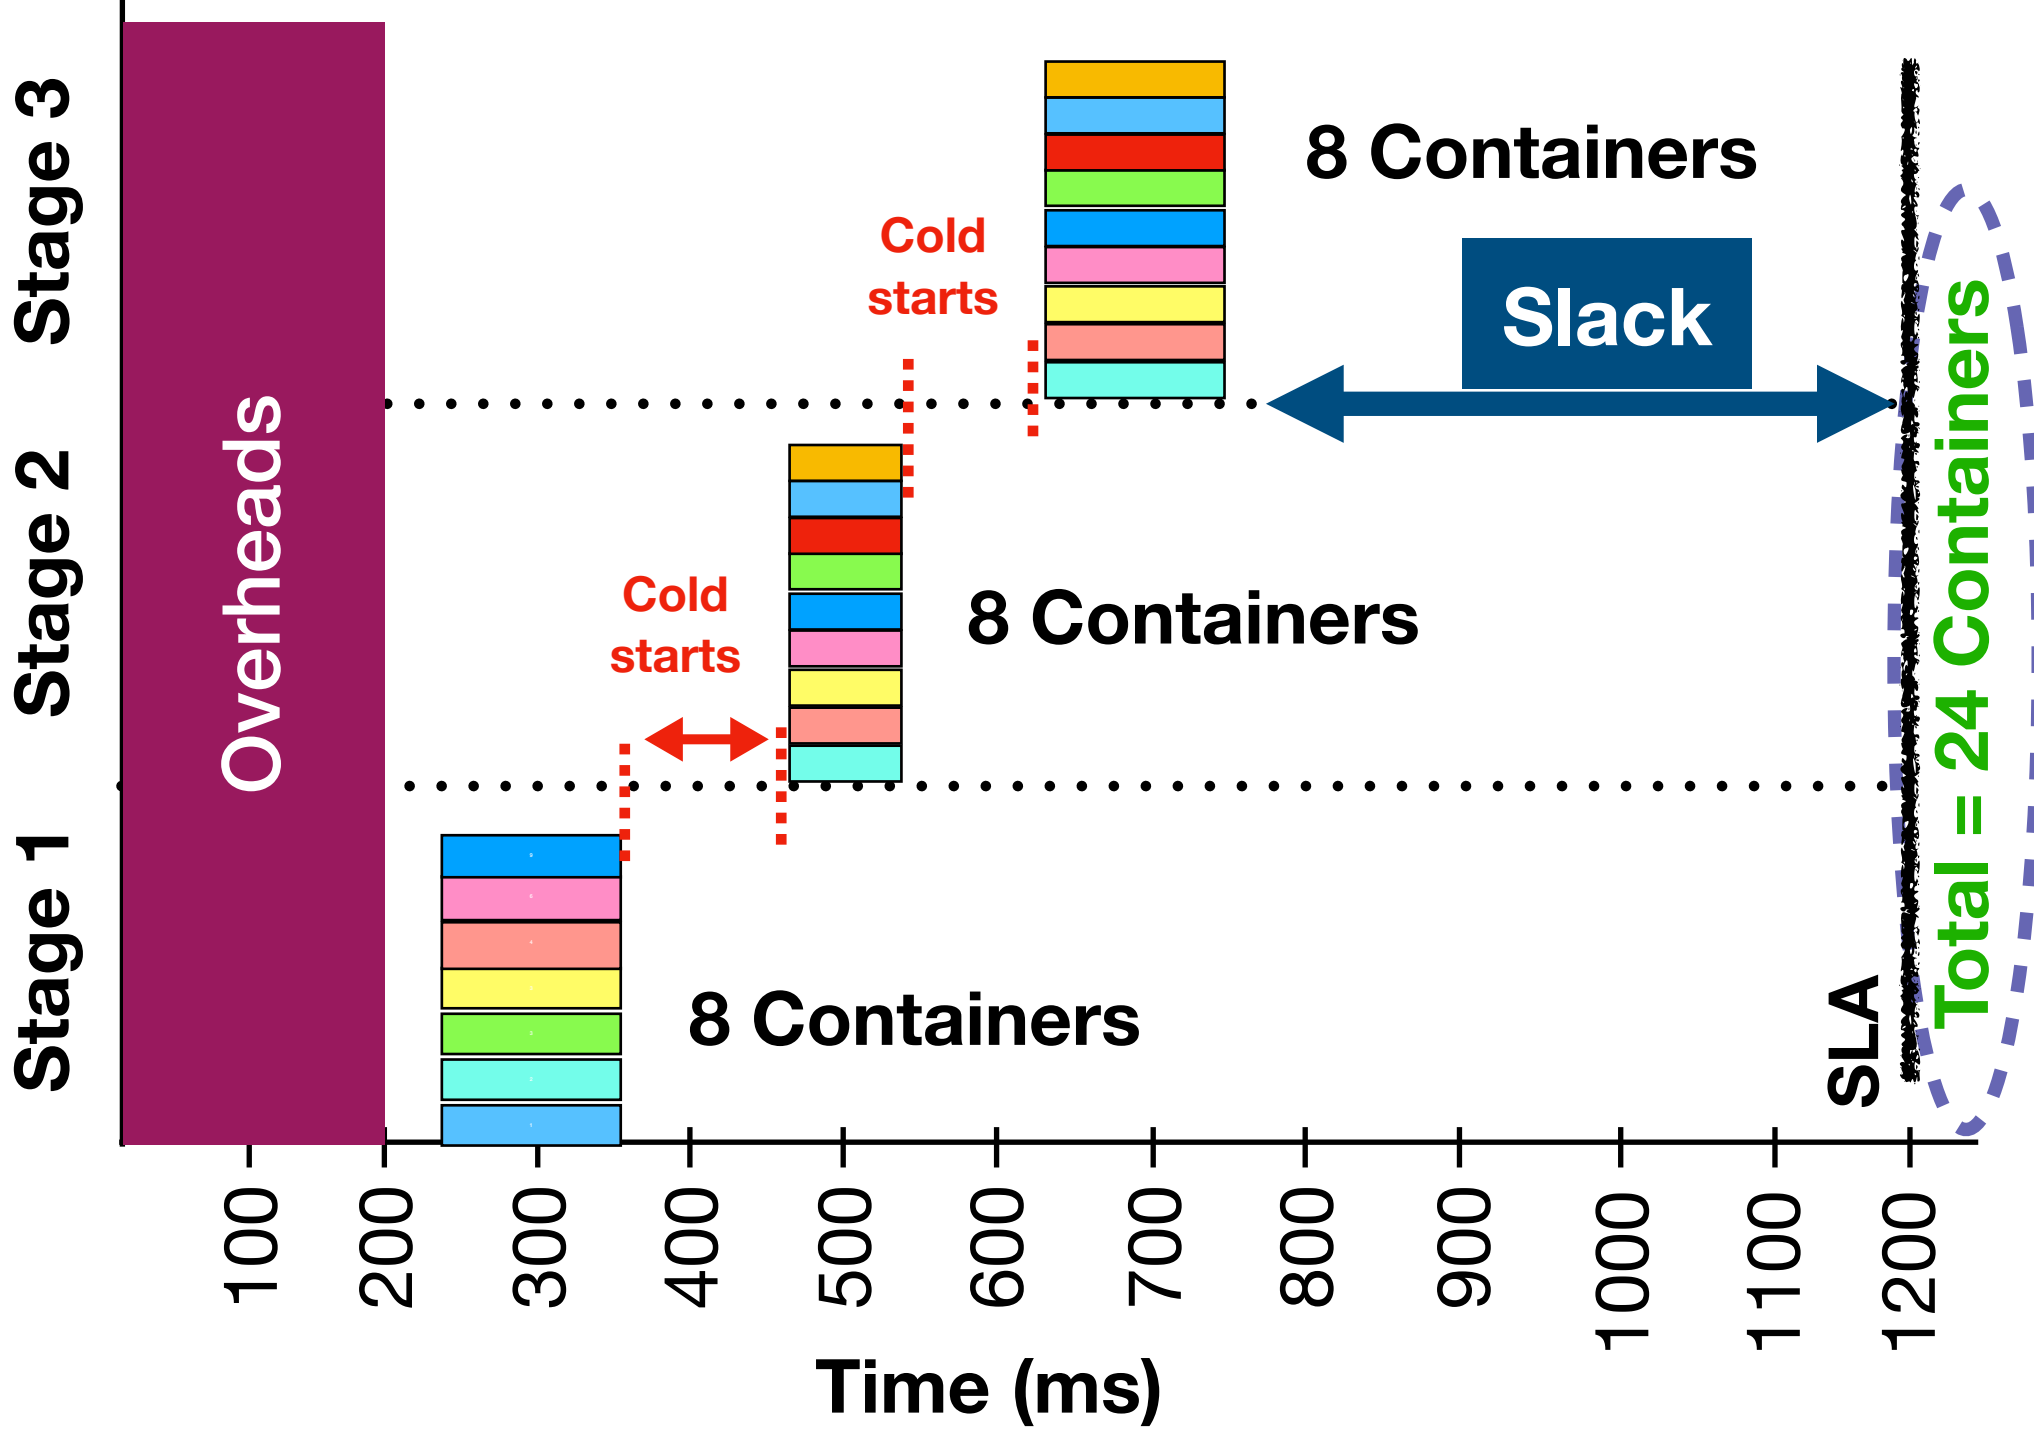 Stage 3
Stage 2
Stage 1
Overheads
8 Containers
Cold
starts
Slack
Cold
starts
8 Containers
8 Containers
SLA
Total = 24 Containers
100
200
300
400
500
600
700
800
900
1000
1100
1200
Time (ms)